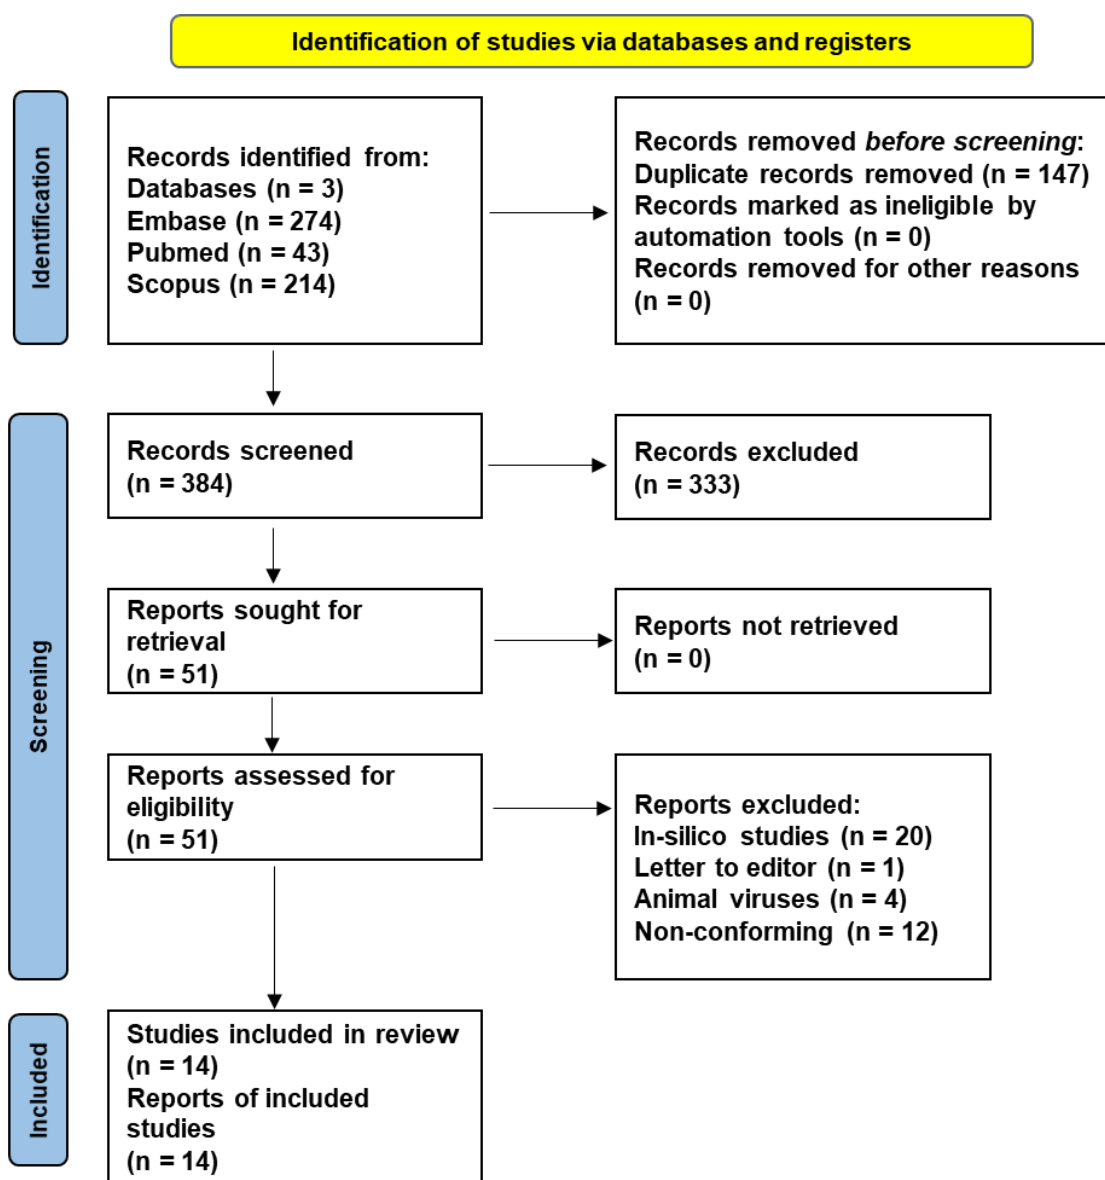 Identification of studies via databases and registers
Identification
Records identified from:
Databases (n = 3)
Embase (n = 274)
Pubmed (n = 43)
Scopus (n = 214)
Records removed before screening:
Duplicate records removed (n = 147)
Records marked as ineligible by
automation tools (n = 0)
Records removed for other reasons
(n = 0)
Screening
Records screened
(n = 384)
Records excluded
(n = 333)
Reports sought for
retrieval
(n = 51)
Reports not retrieved
(n = 0)
Reports assessed for
eligibility
(n = 51)
Reports excluded:
In-silico studies (n = 20)
Letter to editor (n = 1)
Animal viruses (n = 4)
Non-conforming (n = 12)
Included
Studies included in review
(n = 14)
Reports of included
studies
(n = 14)